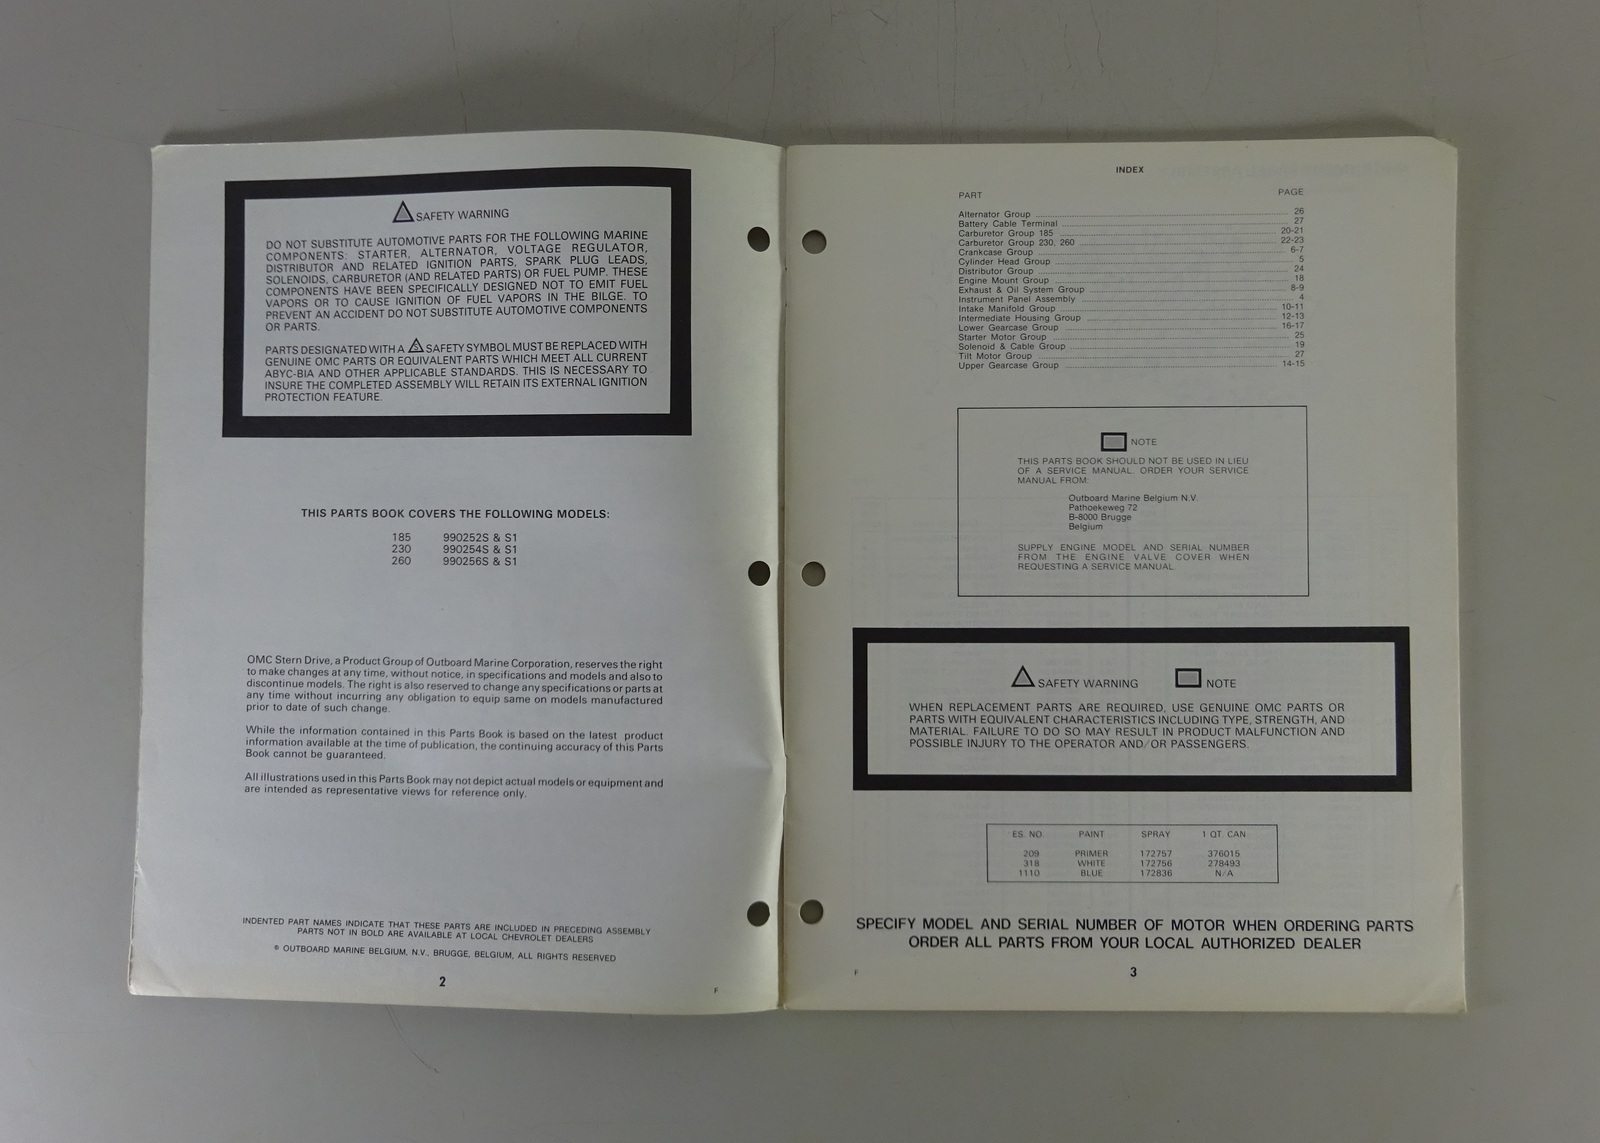 SAFETY WARNING
DO NOT SUBSTITUTE AUTOMOTIVE PARTS FOR THE FOLLOWING MARINE
COMPONENTS: STARTER, ALTERNATOR, VOLTAGE REGULATOR,
DISTRIBUTOR AND RELATED IGNITION PARTS, SPARK PLUG LEADS,
SOLENOIDS, CARBURETOR (AND RELATED PARTS) OR FUEL PUMP. THESE
COMPONENTS HAVE BEEN SPECIFICALLY DESIGNED NOT TO EMIT FUEL
VAPORS OR TO CAUSE IGNITION OF FUEL VAPORS IN THE BILGE. TO
PREVENT AN ACCIDENT DO NOT SUBSTITUTE AUTOMOTIVE COMPONENTS
OR PARTS.
PARTS DESIGNATED WITH A S SAFETY SYMBOL MUST BE REPLACED WITH
GENUINE OMC PARTS OR EQUIVALENT PARTS WHICH MEET ALL CURRENT
ABYC-BIA AND OTHER APPLICABLE STANDARDS. THIS IS NECESSARY TO
INSURE THE COMPLETED ASSEMBLY WILL RETAIN ITS EXTERNAL IGNITION
PROTECTION FEATURE.
THIS PARTS BOOK COVERS THE FOLLOWING MODELS:
185 990252S & S1
230 990254S & S1
260 990256S & S1
OMC Stern Drive, a Product Group of Outboard Marine Corporation, reserves the right
to make changes at any time, without notice, in specifications and models and also to
discontinue models. The right is also reserved to change any specifications or parts at
any time without incurring any obligation to equip same on models manufactured
prior to date of such change.
While the information contained in this Parts Book is based on the latest product
information available at the time of publication, the continuing accuracy of this Parts
Book cannot be guaranteed.
All illustrations used in this Parts Book may not depict actual models or equipment and
are intended as representative views for reference only.
INDENTED PART NAMES INDICATE THAT THESE PARTS ARE INCLUDED IN PRECEDING ASSEMBLY
PARTS NOT IN BOLD ARE AVAILABLE AT LOCAL CHEVROLET DEALERS
© OUTBOARD MARINE BELGIUM, N.V., BRUGGE, BELGIUM, ALL RIGHTS RESERVED
2
F
INDEX
PART PAGE
Alternator Group 26
Battery Cable Terminal 27
Carburetor Group 185 20-21
Carburetor Group 230, 260 22-23
Crankcase Group 6-7
Cylinder Head Group 5
Distributor Group 24
Engine Mount Group 18
Exhaust & Oil System Group 8-9
Instrument Panel Assembly 4
Intake Manifold Group 10-11
Intermediate Housing Group 12-13
Lower Gearcase Group 16-17
Starter Motor Group 25
Solenoid & Cable Group 19
Tilt Motor Group 27
Upper Gearcase Group 14-15
NOTE
THIS PARTS BOOK SHOULD NOT BE USED IN LIEU
OF A SERVICE MANUAL. ORDER YOUR SERVICE
MANUAL FROM:
Outboard Marine Belgium N.V.
Pathoekeweg 72
B-8000 Brugge
Belgium
SUPPLY ENGINE MODEL AND SERIAL NUMBER
FROM THE ENGINE VALVE COVER WHEN
REQUESTING A SERVICE MANUAL.
SAFETY WARNING NOTE
WHEN REPLACEMENT PARTS ARE REQUIRED, USE GENUINE OMC PARTS OR
PARTS WITH EQUIVALENT CHARACTERISTICS INCLUDING TYPE, STRENGTH, AND
MATERIAL. FAILURE TO DO SO MAY RESULT IN PRODUCT MALFUNCTION AND
POSSIBLE INJURY TO THE OPERATOR AND/OR PASSENGERS.
ES. NO. PAINT SPRAY 1 QT. CAN
209 PRIMER 172757 376015
318 WHITE 172756 278493
1110 BLUE 172836 N/A
SPECIFY MODEL AND SERIAL NUMBER OF MOTOR WHEN ORDERING PARTS
ORDER ALL PARTS FROM YOUR LOCAL AUTHORIZED DEALER
F
3